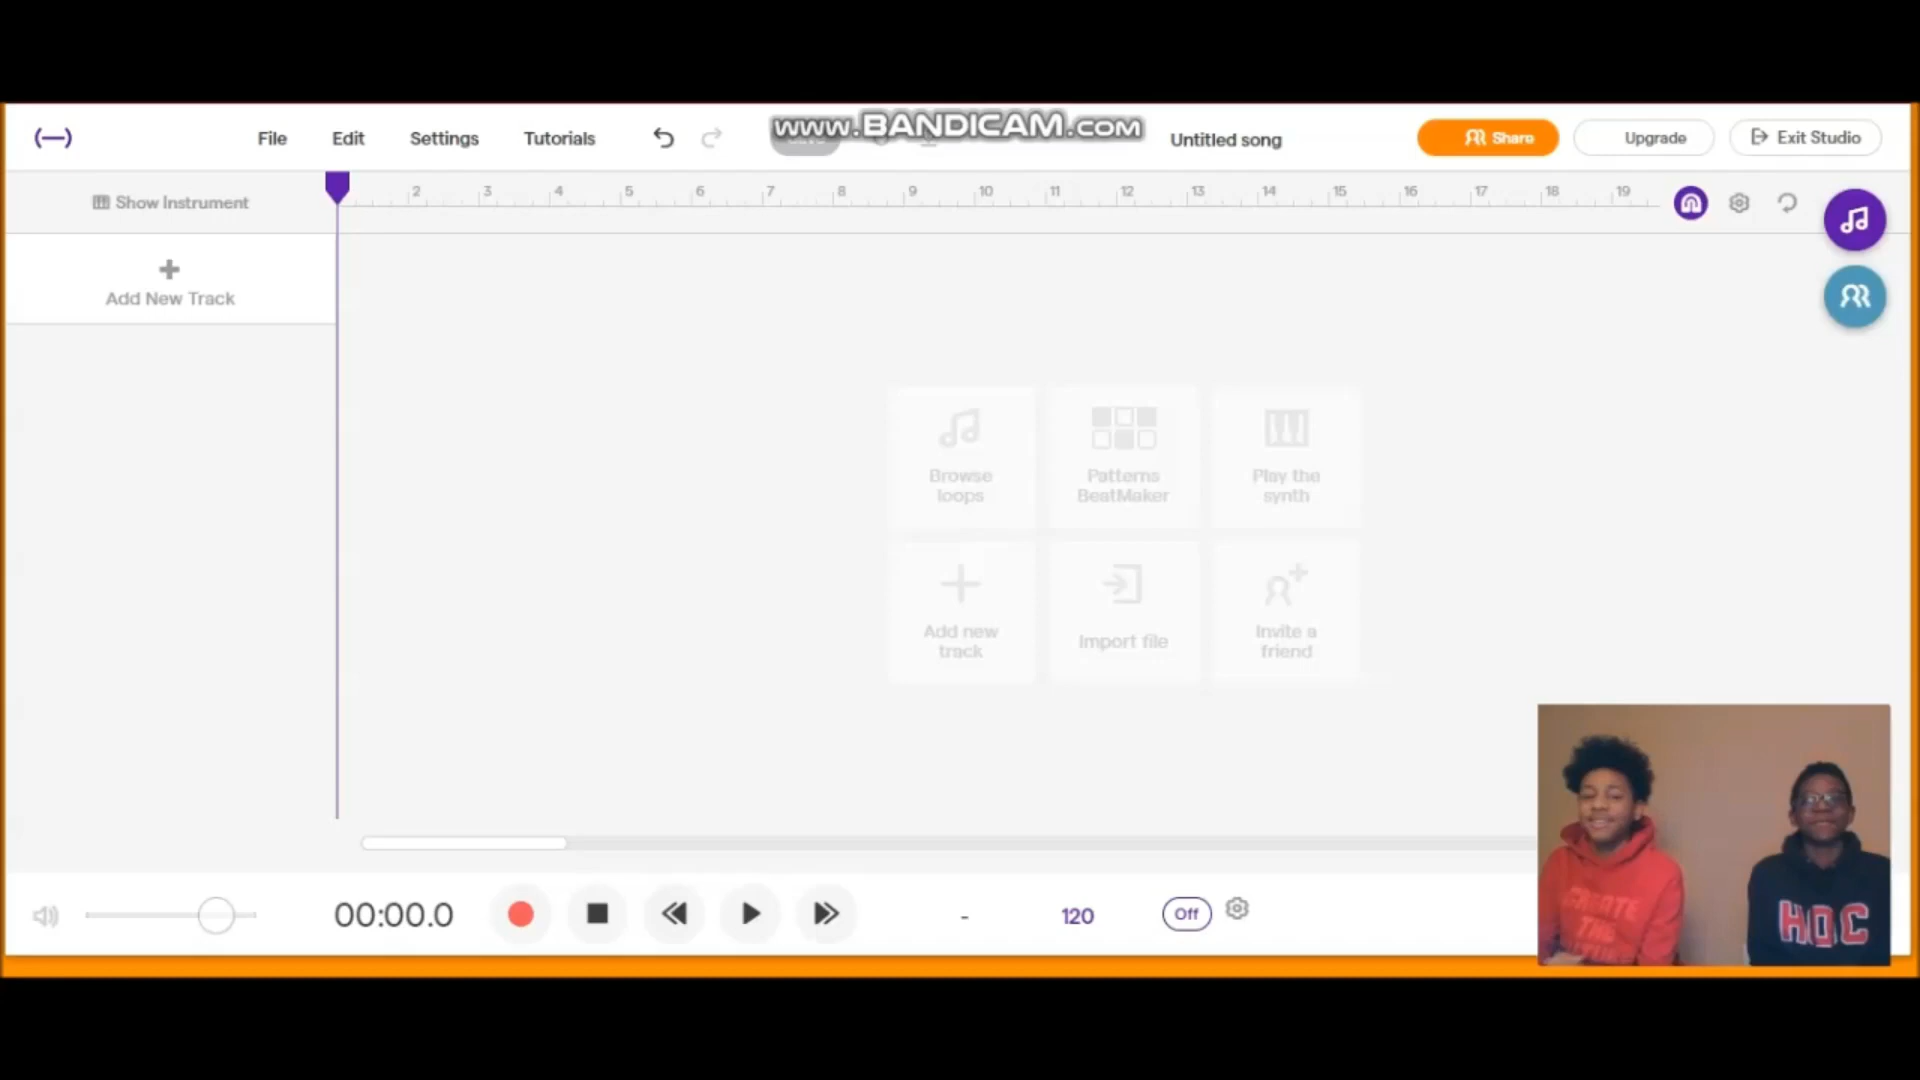 File Edit Settings Tutorials
www.BANDICAM.com
Untitled song
Share
Upgrade
Exit Studio
Show Instrument
2 3 4 5 6 7 8 9 10 11 12 13 14 15 16 17 18 19
Add New Track
Browse
loops
Patterns
BeatMaker
Play the
synth
Add new
track
Import file
Invite a
friend
00:00.0
-
120
Off
CREATE
THE
HOC